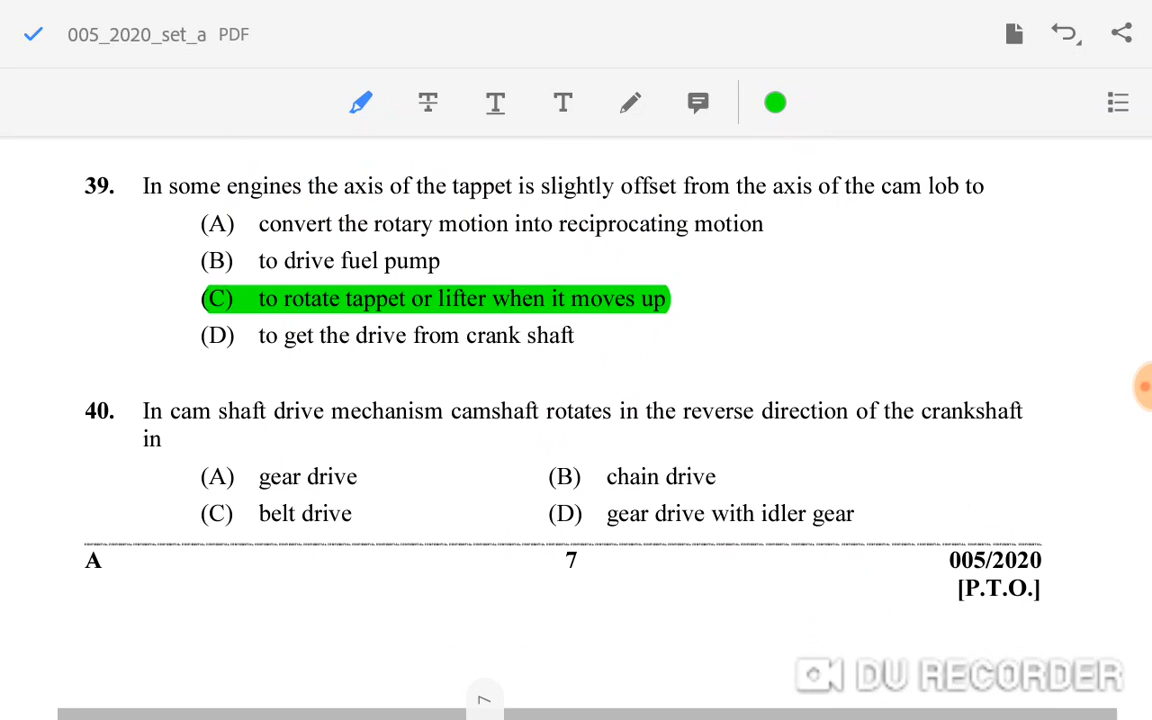 005_2020_set_a PDF
39. In some engines the axis of the tappet is slightly offset from the axis of the cam lob to
(A) convert the rotary motion into reciprocating motion
(B) to drive fuel pump
(C) to rotate tappet or lifter when it moves up
(D) to get the drive from crank shaft
40. In cam shaft drive mechanism camshaft rotates in the reverse direction of the crankshaft
in
(A) gear drive (B) chain drive
(C) belt drive (D) gear drive with idler gear
A 7 005/2020
[P.T.O.]
7
DU RECORDER